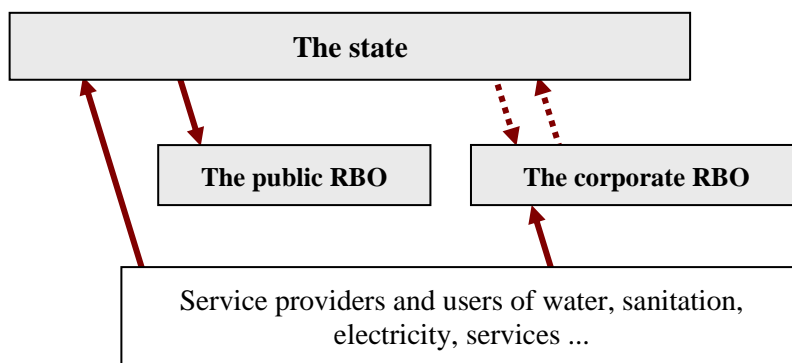 The state
The public RBO
The corporate RBO
Service providers and users of water, sanitation,
electricity, services ...